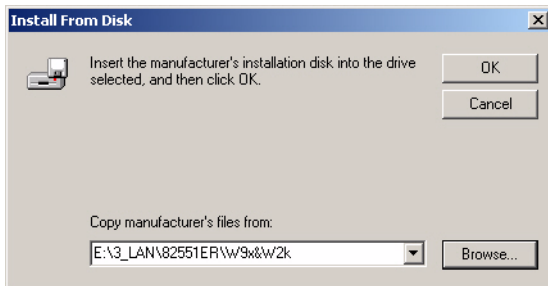 Install From Disk
Insert the manufacturer's installation disk into the drive
selected, and then click OK.
OK
Cancel
Copy manufacturer's files from:
E:\3_LAN\82551ER\W9x&W2k
Browse...